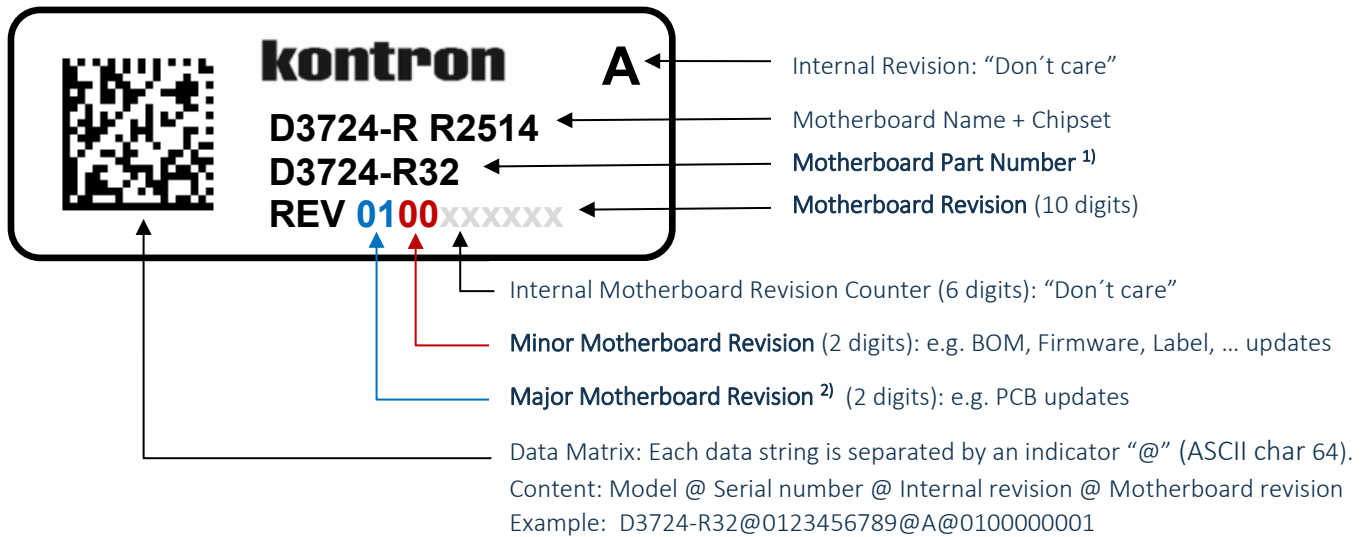 kontron
A
D3724-R R2514
D3724-R32
REV 0100xxxxxx
Internal Revision: “Don´t care”
Motherboard Name + Chipset
Motherboard Part Number ¹⁾
Motherboard Revision (10 digits)
Internal Motherboard Revision Counter (6 digits): “Don´t care”
Minor Motherboard Revision (2 digits): e.g. BOM, Firmware, Label, … updates
Major Motherboard Revision ²⁾ (2 digits): e.g. PCB updates
Data Matrix: Each data string is separated by an indicator “@” (ASCII char 64).
Content: Model @ Serial number @ Internal revision @ Motherboard revision
Example: D3724-R32@0123456789@A@0100000001